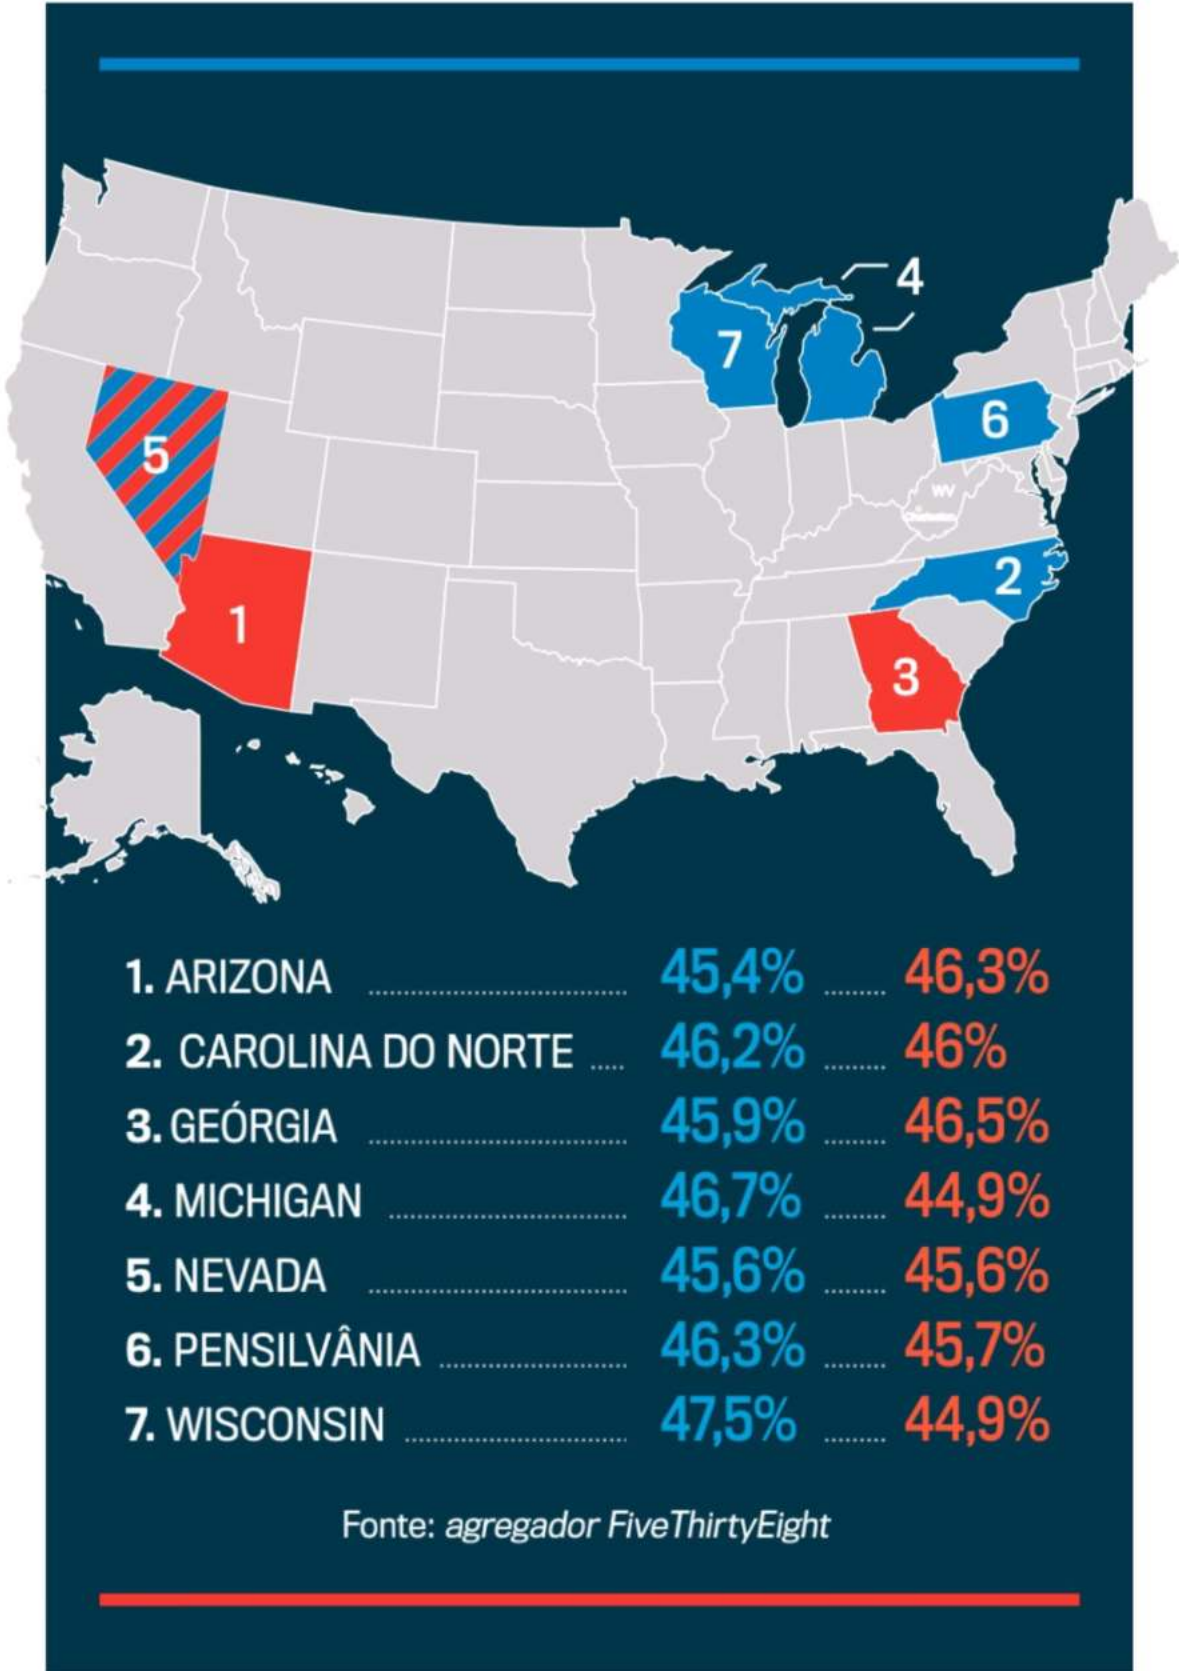 4
7
6
5
WV
2
1
3
1. ARIZONA ........ 45,4% ........ 46,3%
2. CAROLINA DO NORTE ..... 46,2% ........ 46%
3. GEÓRGIA ........ 45,9% ........ 46,5%
4. MICHIGAN ........ 46,7% ........ 44,9%
5. NEVADA ........ 45,6% ........ 45,6%
6. PENSILVÂNIA ........ 46,3% ........ 45,7%
7. WISCONSIN ........ 47,5% ........ 44,9%
Fonte: agregador FiveThirtyEight